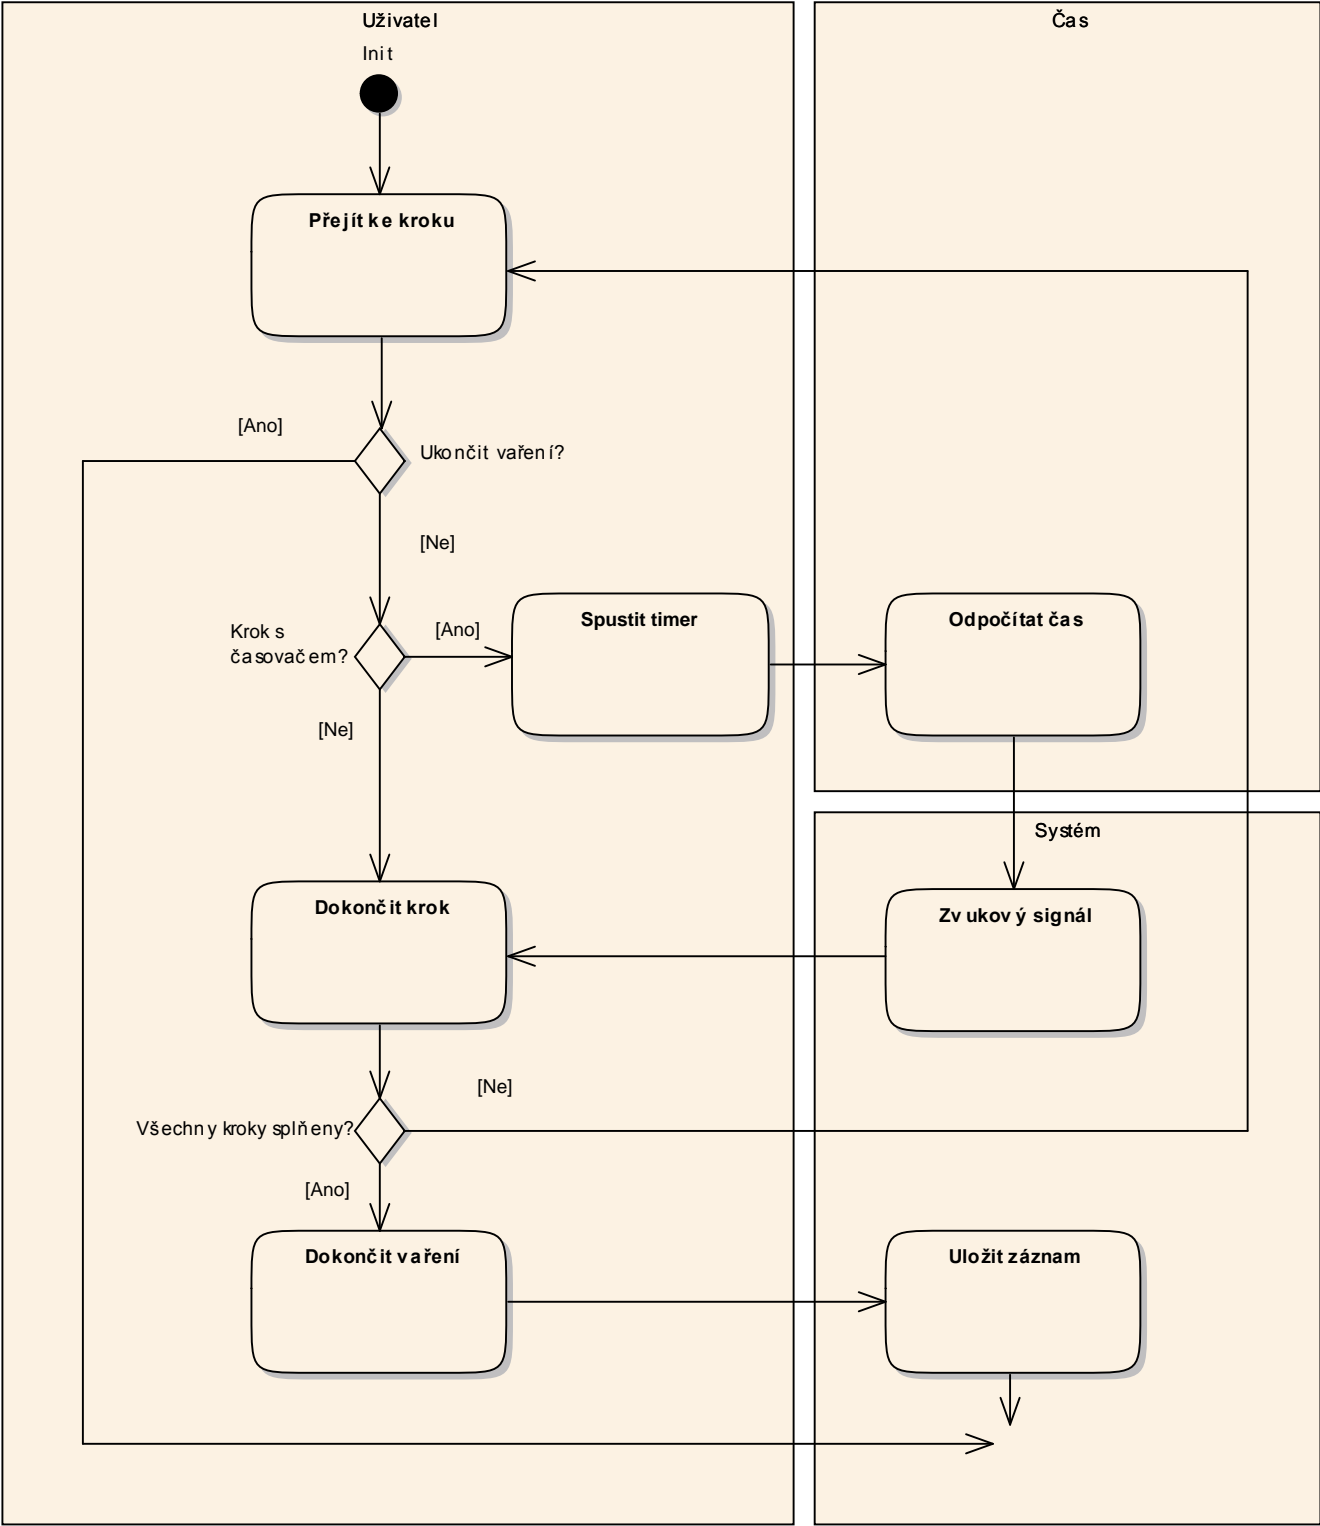 Uživatel
Čas
Init
Přejít ke kroku
[Ano]
Ukončit vaření?
[Ne]
Krok s
časovačem?
[Ano]
Spustit timer
Odpočítat čas
[Ne]
Systém
Dokončit krok
Zvukový signál
[Ne]
Všechny kroky splňeny?
[Ano]
Dokončit vaření
Uložit záznam